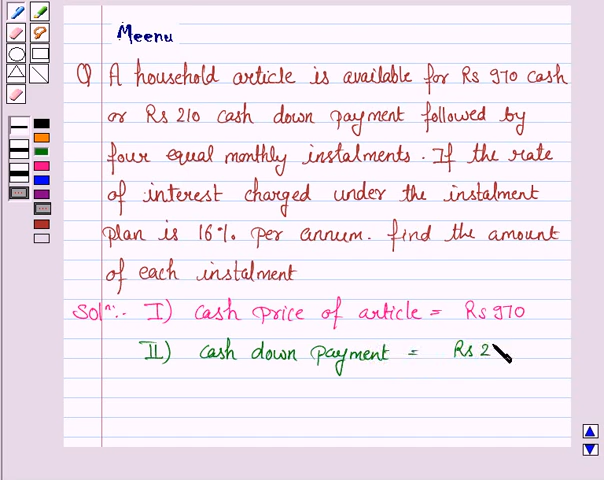 Meenu
Q A household article is available for Rs 970 cash
or Rs 210 cash down payment followed by
four equal monthly instalments. If the rate
of interest charged under the instalment
plan is 16% per annum. find the amount
of each instalment
Solⁿ:- I) cash price of article = Rs 970
II) cash down payment = Rs 2